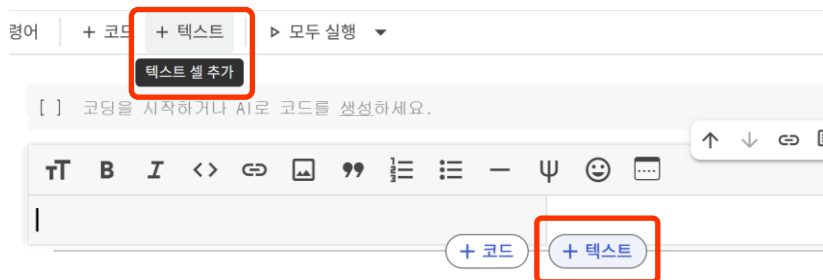 령어 + 코드 + 텍스트 모두 실행
텍스트 셀 추가
[ ] 코딩을 시작하거나 AI로 코드를 생성하세요.
+ 코드 + 텍스트